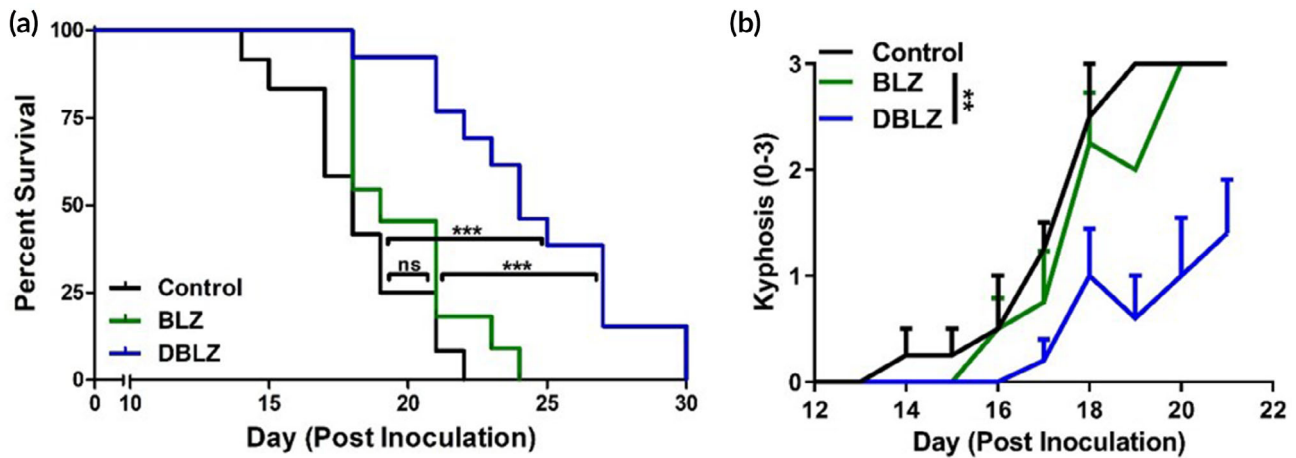 (a)
Percent Survival
100
75
50
25
0
***
ns
***
Control
BLZ
DBLZ
0 10 15 20 25 30
Day (Post Inoculation)
(b)
Control
BLZ
DBLZ
**
Kyphosis (0-3)
3
2
1
0
12 14 16 18 20 22
Day (Post Inoculation)